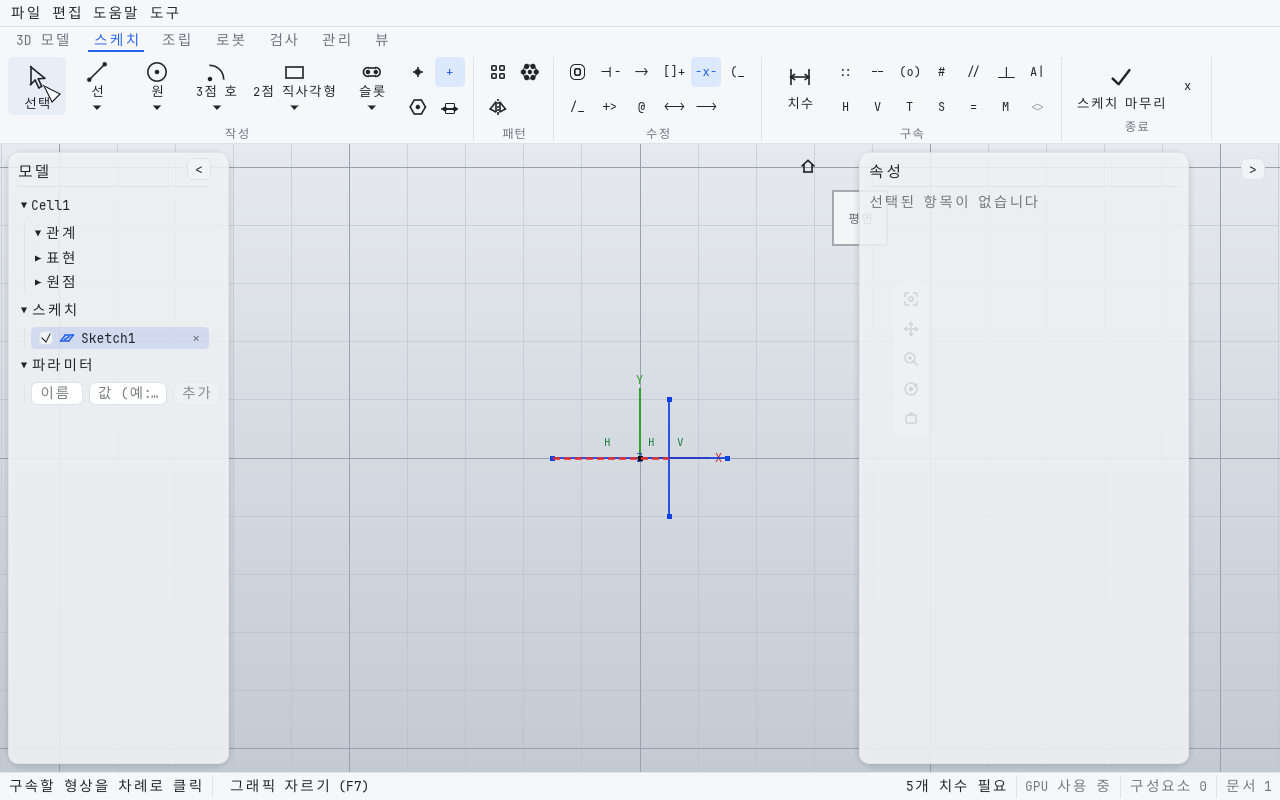 파일 편집 도움말 도구
3D 모델 스케치 조립 로봇 검사 관리 뷰
선택 선 원 3점 호 2점 직사각형 슬롯 +
⊣- → []+ -x- (_
/_ +> @ <-> →
치수
:: -- (o) # // ⊥ A|
H V T S = M <>
스케치 마무리 x
작성 패턴 수정 구속 종료
모델 <
▼ Cell1
▼ 관계
▶ 표현
▶ 원점
▼ 스케치
Sketch1 ×
▼ 파라미터
이름 값 (예:… 추가
평면
속성 >
선택된 항목이 없습니다
Y
H H V
X
구속할 형상을 차례로 클릭 그래픽 자르기 (F7) 5개 치수 필요 GPU 사용 중 구성요소 0 문서 1